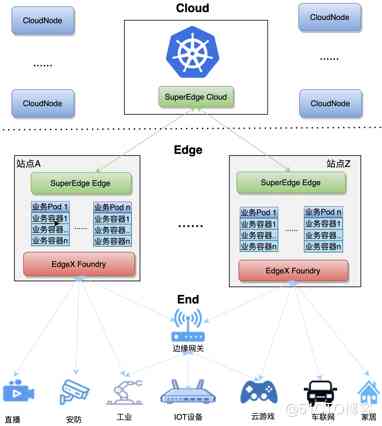 Cloud
CloudNode
CloudNode
......
......
SuperEdge Cloud
CloudNode
CloudNode
Edge
站点A
站点Z
SuperEdge Edge
SuperEdge Edge
业务Pod 1
业务Pod n
业务Pod 1
业务Pod n
业务容器1
业务容器1
业务容器1
业务容器1
业务容器..
......
业务容器..
......
业务容器..
......
业务容器..
业务容器n
业务容器n
业务容器n
业务容器n
EdgeX Foundry
EdgeX Foundry
End
边缘网关
直播
安防
工业
IOT设备
云游戏
车联网
家居